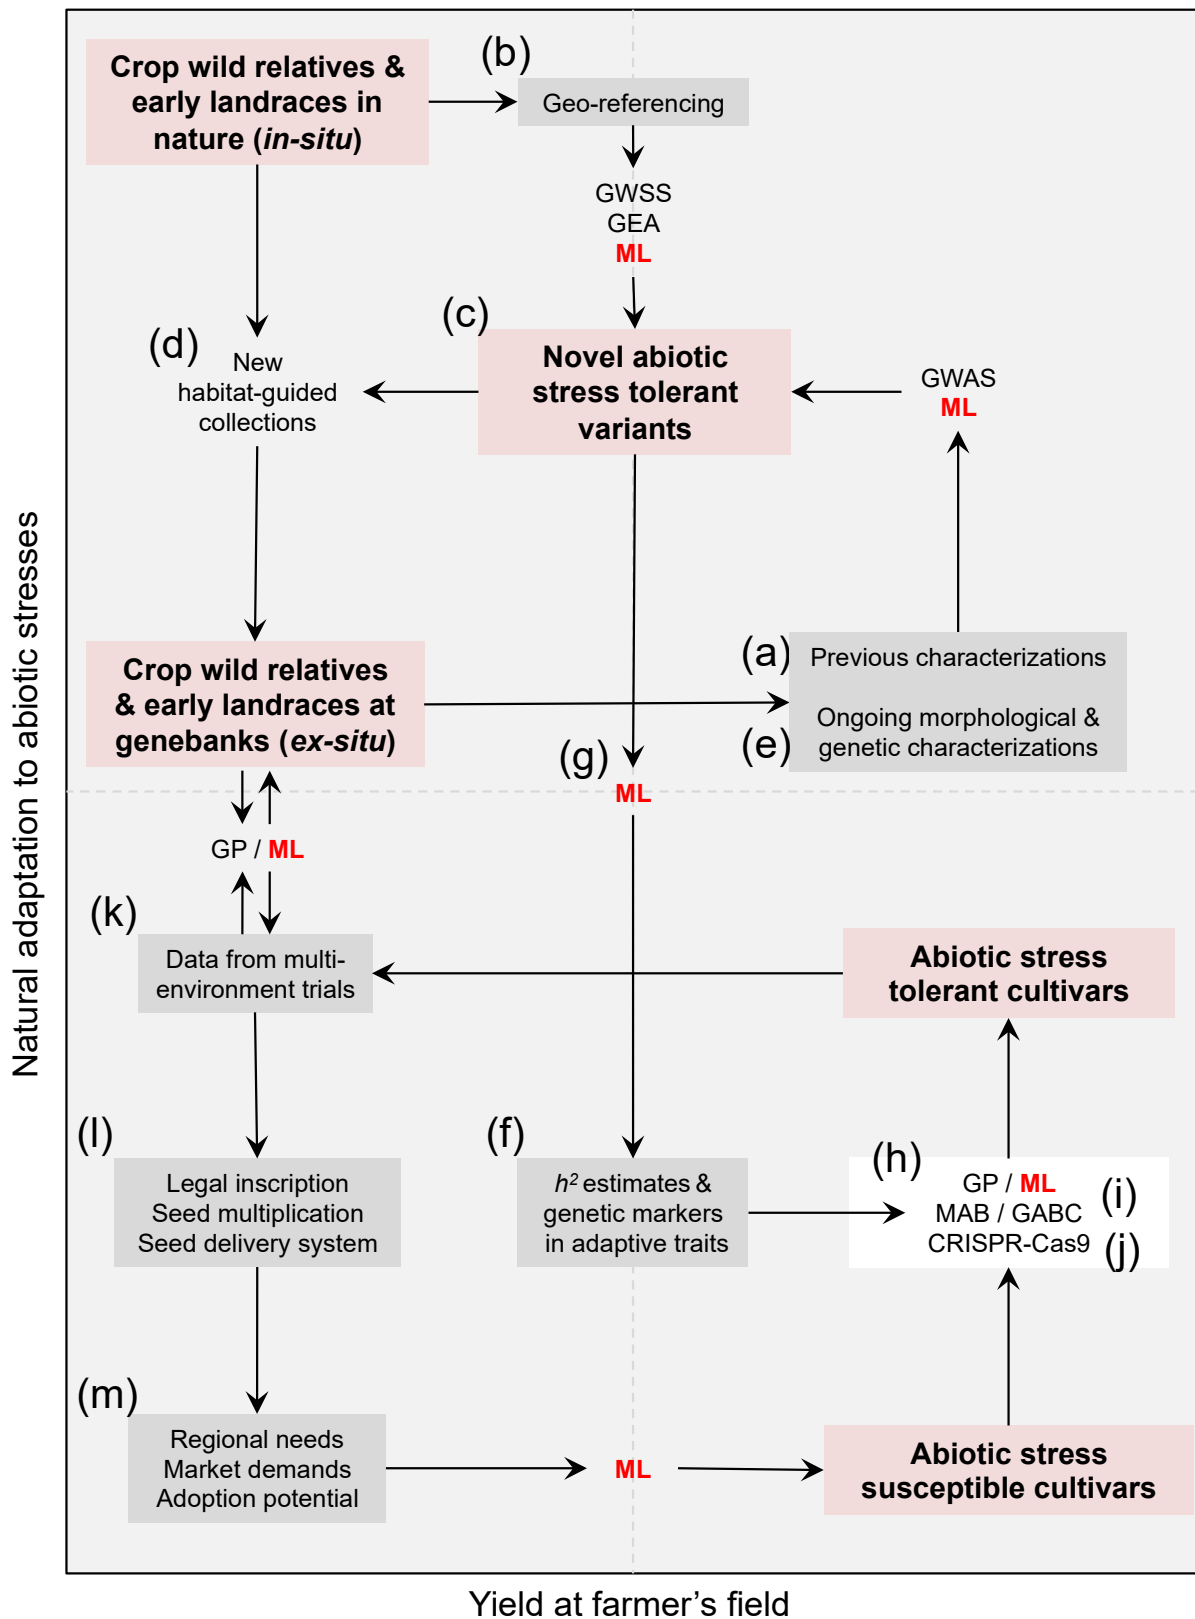 Crop wild relatives &
early landraces in
nature (in-situ)
(b)
Geo-referencing
GWSS
GEA
ML
(c)
Novel abiotic
stress tolerant
variants
(d)
New
habitat-guided
collections
GWAS
ML
Natural adaptation to abiotic stresses
Crop wild relatives
& early landraces at
genebanks (ex-situ)
(a)
Previous characterizations
(e)
Ongoing morphological &
genetic characterizations
(g)
ML
GP / ML
(k)
Data from multi-
environment trials
Abiotic stress
tolerant cultivars
(l)
Legal inscription
Seed multiplication
Seed delivery system
(f)
h² estimates &
genetic markers
in adaptive traits
(h)
GP / ML
MAB / GABC
(i)
CRISPR-Cas9
(j)
(m)
Regional needs
Market demands
Adoption potential
ML
Abiotic stress
susceptible cultivars
Yield at farmer’s field